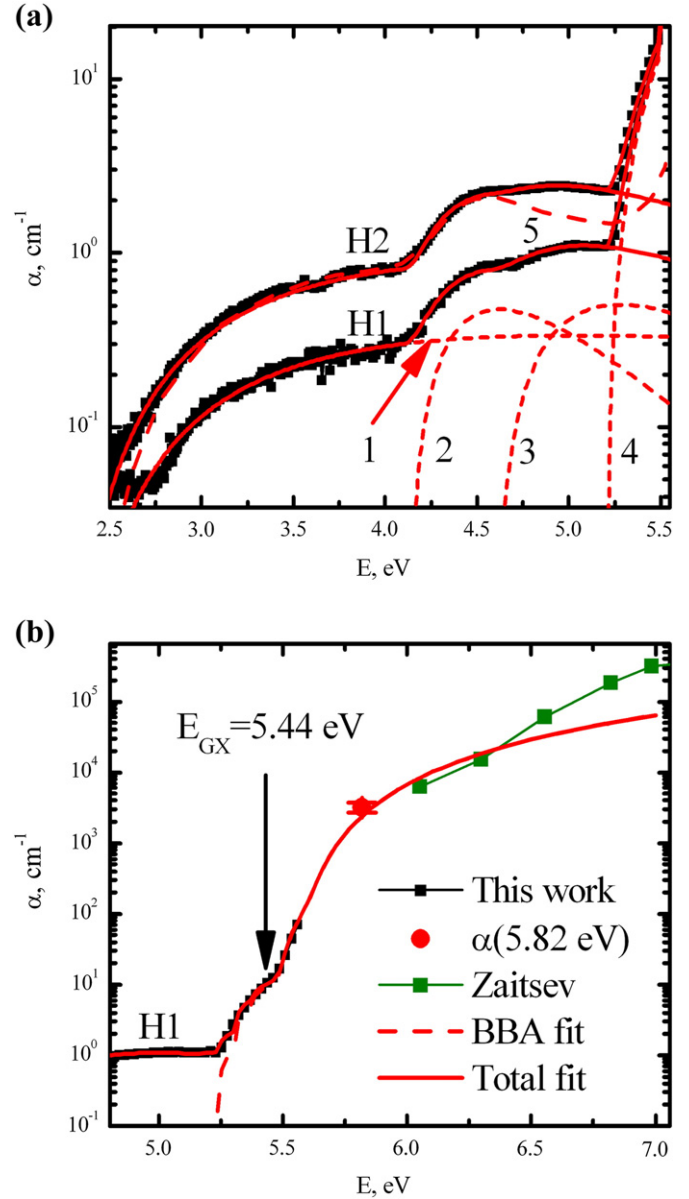 (a)
10¹
10⁰
10⁻¹
α, cm⁻¹
H2
H1
5
1
2
3
4
2.5 3.0 3.5 4.0 4.5 5.0 5.5
E, eV
(b)
10⁵
10⁴
10³
10²
10¹
10⁰
10⁻¹
α, cm⁻¹
E_GX=5.44 eV
H1
This work
α(5.82 eV)
Zaitsev
BBA fit
Total fit
5.0 5.5 6.0 6.5 7.0
E, eV